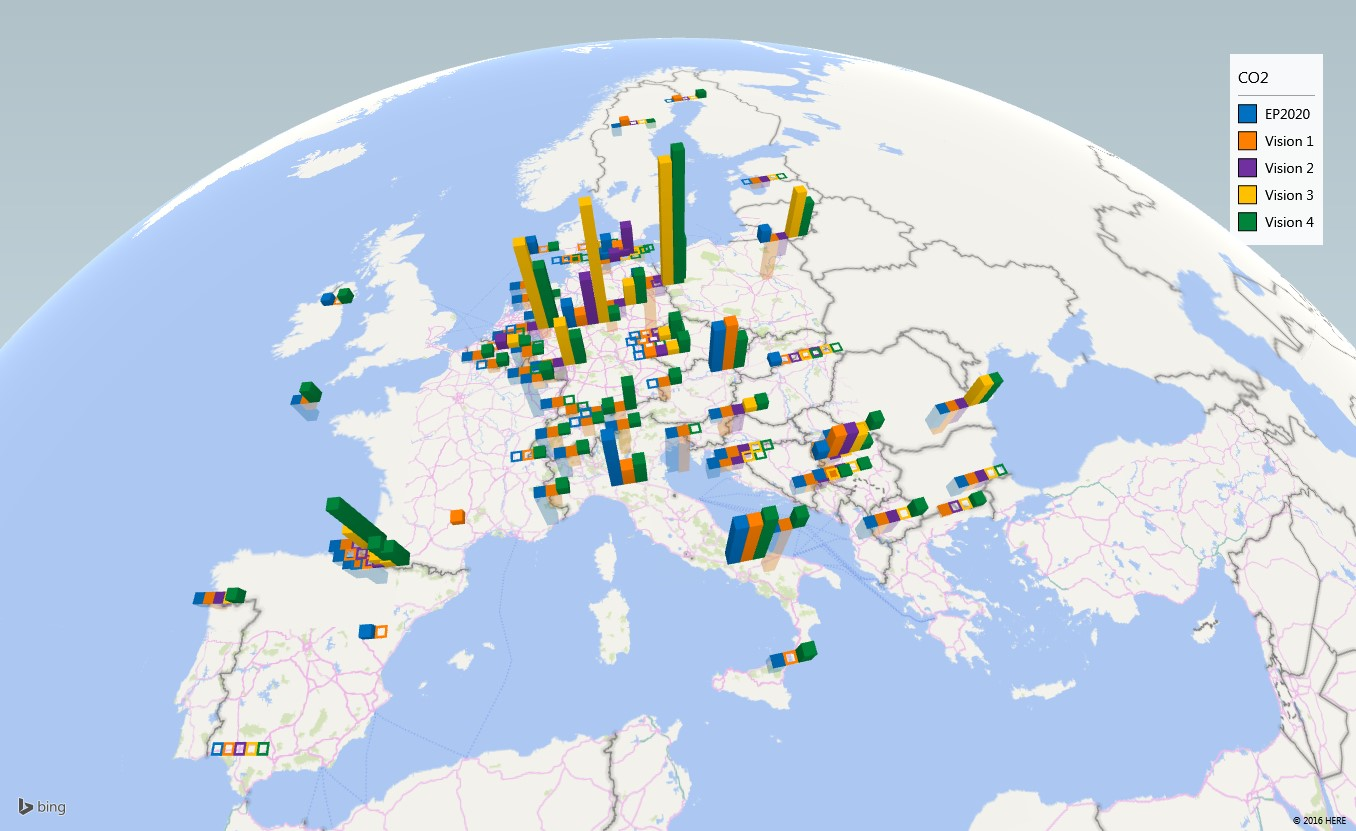 CO2
EP2020
Vision 1
Vision 2
Vision 3
Vision 4
bing
© 2016 HERE